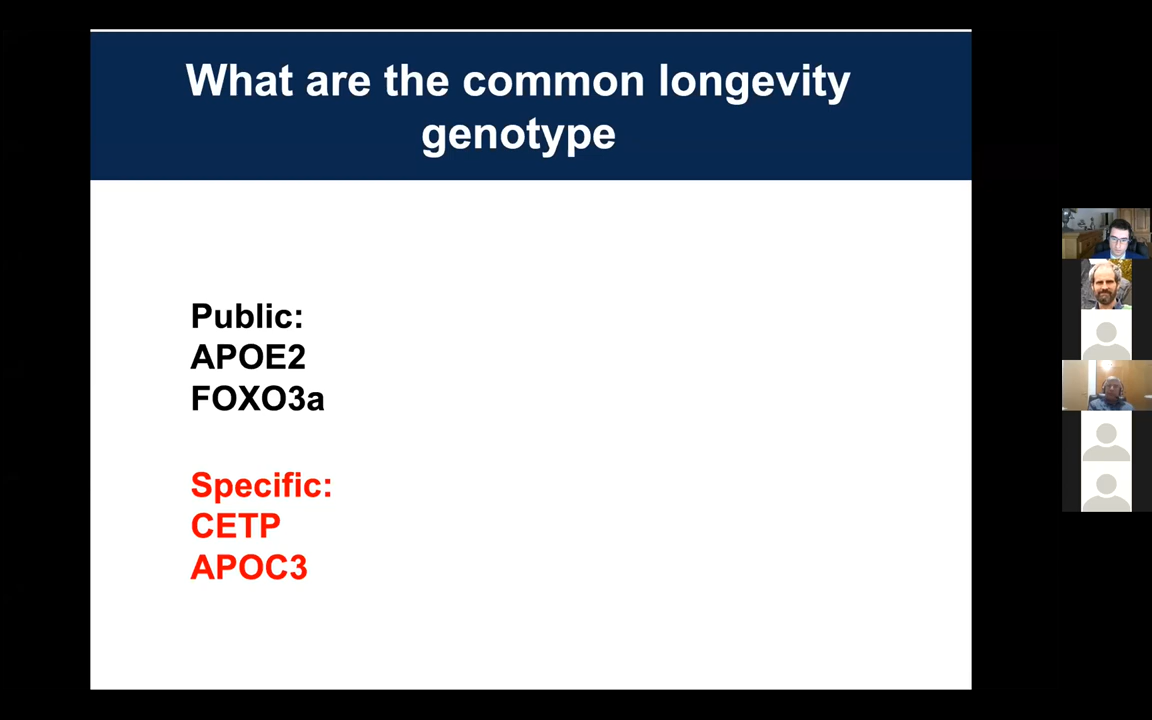 What are the common longevity
genotype
Public:
APOE2
FOXO3a
Specific:
CETP
APOC3